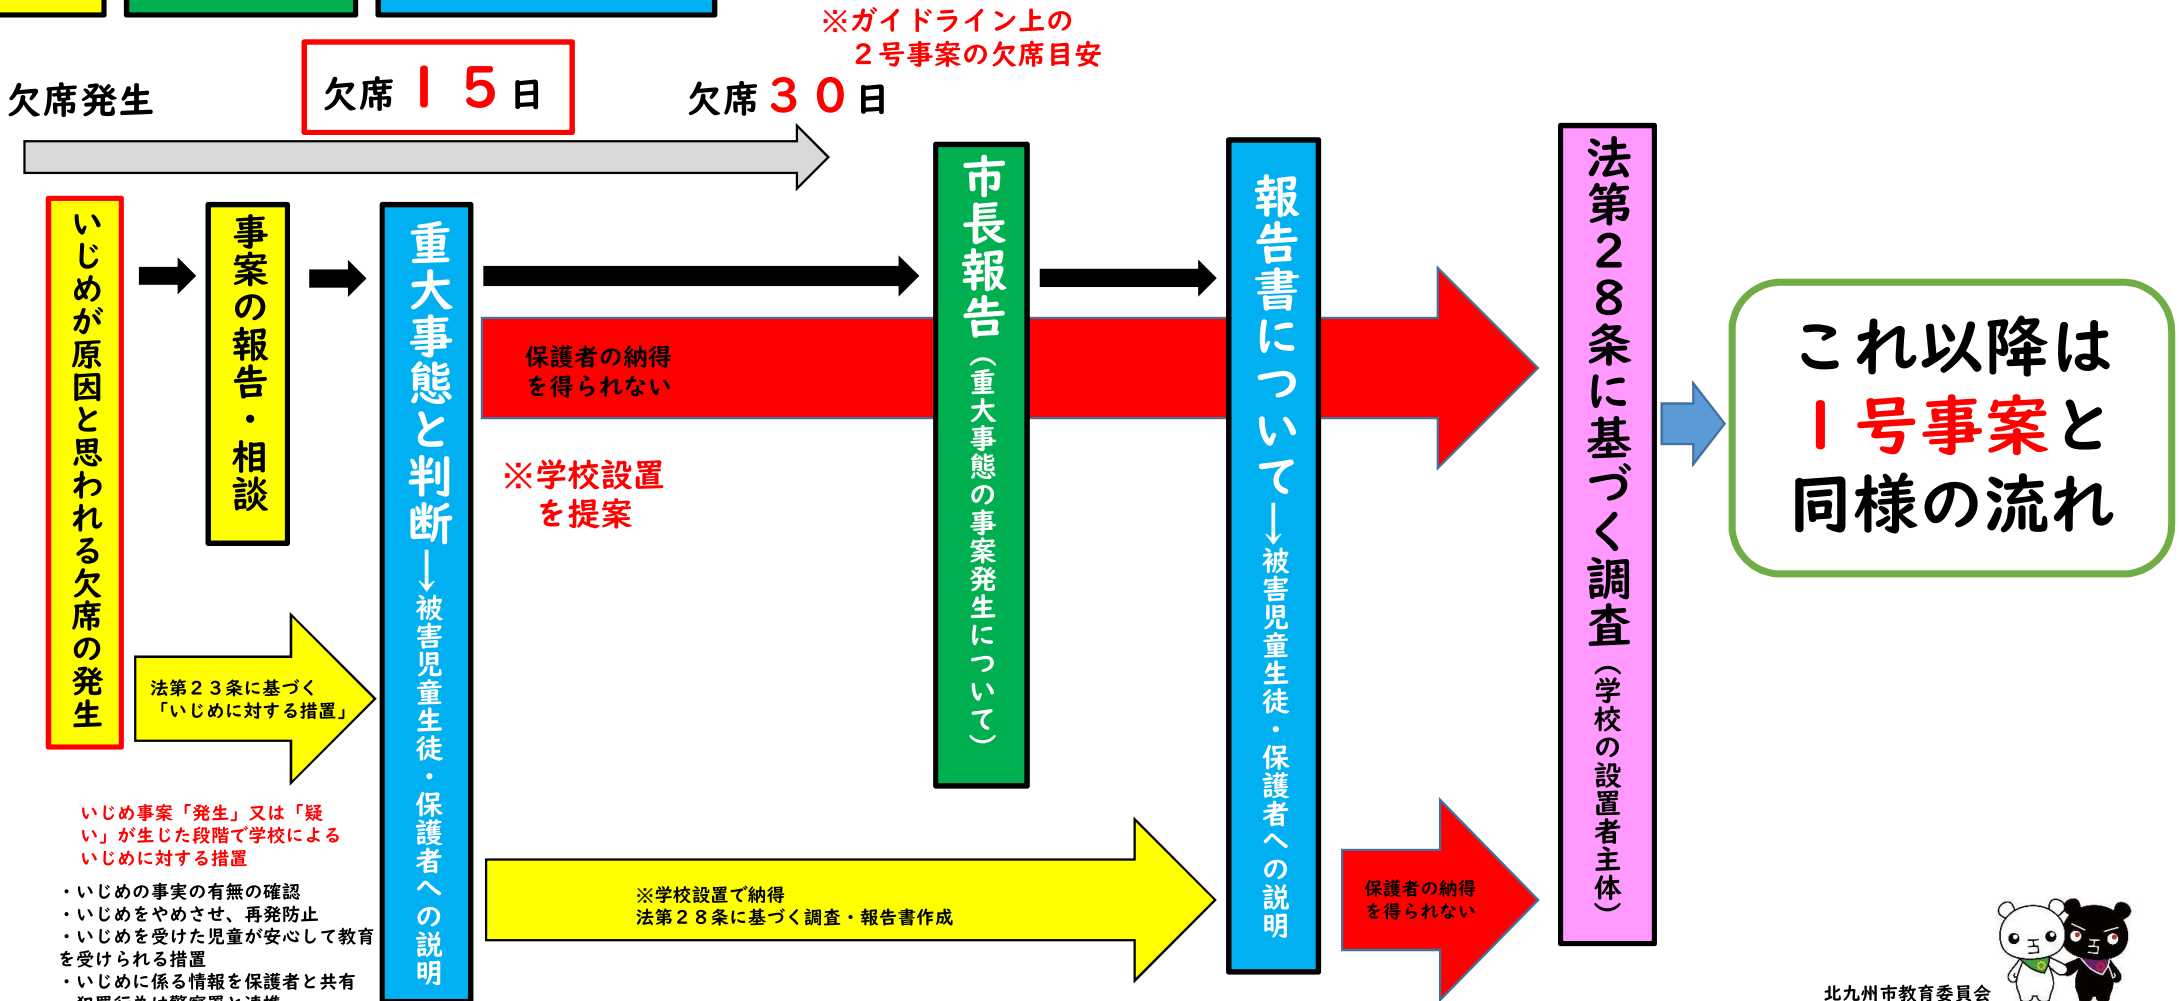 ※ガイドライン上の
２号事案の欠席目安
欠席発生
欠席１５日
欠席３０日
いじめが原因と思われる欠席の発生
事案の報告・相談
重大事態と判断→被害児童生徒・保護者への説明
市長報告（重大事態の事案発生について）
報告書について→被害児童生徒・保護者への説明
法第２８条に基づく調査（学校の設置者主体）
保護者の納得
を得られない
※学校設置
を提案
これ以降は
１号事案と
同様の流れ
法第２３条に基づく
「いじめに対する措置」
いじめ事案「発生」又は「疑
い」が生じた段階で学校による
いじめに対する措置
・いじめの事実の有無の確認
・いじめをやめさせ、再発防止
・いじめを受けた児童が安心して教育
を受けられる措置
・いじめに係る情報を保護者と共有
※学校設置で納得
法第２８条に基づく調査・報告書作成
保護者の納得
を得られない
北九州市教育委員会